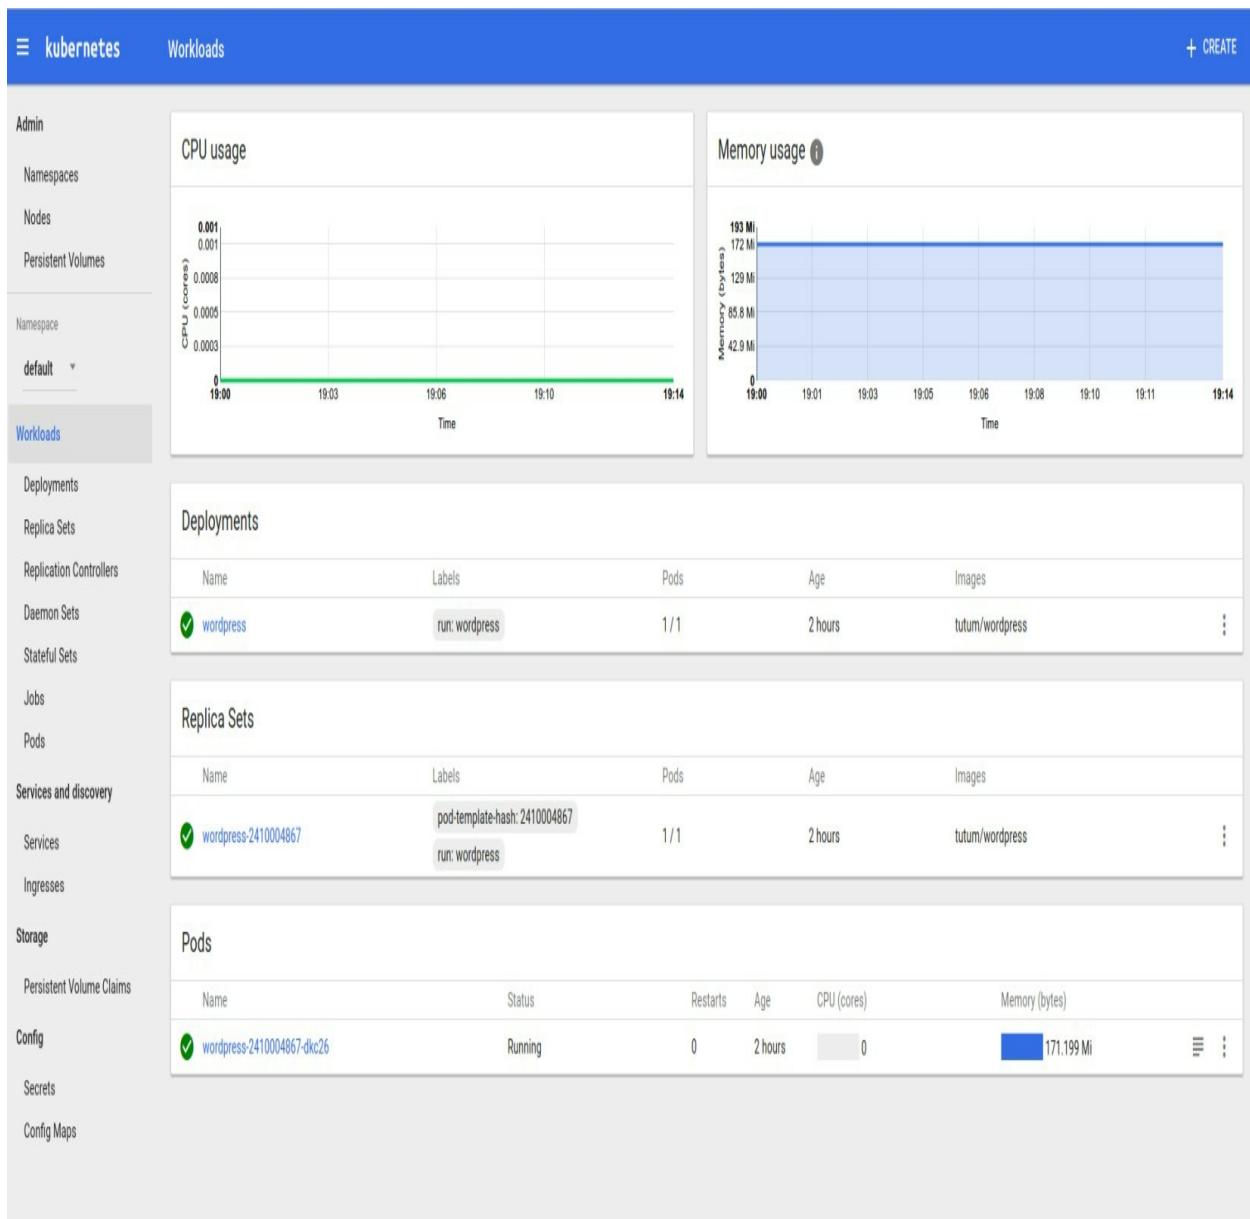 kubernetes Workloads + CREATE
Admin
Namespaces
Nodes
Persistent Volumes
Namespace
default
Workloads
Deployments
Replica Sets
Replication Controllers
Daemon Sets
Stateful Sets
Jobs
Pods
Services and discovery
Services
Ingresses
Storage
Persistent Volume Claims
Config
Secrets
Config Maps
CPU usage
CPU (cores)
0.001
0.001
0.0008
0.0005
0.0003
0
19:00 19:03 19:06 19:10 19:14
Time
Memory usage
Memory (bytes)
193 Mi
172 Mi
129 Mi
85.8 Mi
42.9 Mi
0
19:00 19:01 19:03 19:05 19:06 19:08 19:10 19:11 19:14
Time
Deployments
Name Labels Pods Age Images
wordpress run: wordpress 1 / 1 2 hours tutum/wordpress
Replica Sets
Name Labels Pods Age Images
pod-template-hash: 2410004867
wordpress-2410004867 1 / 1 2 hours tutum/wordpress
run: wordpress
Pods
Name Status Restarts Age CPU (cores) Memory (bytes)
wordpress-2410004867-dkc26 Running 0 2 hours 0 171.199 Mi